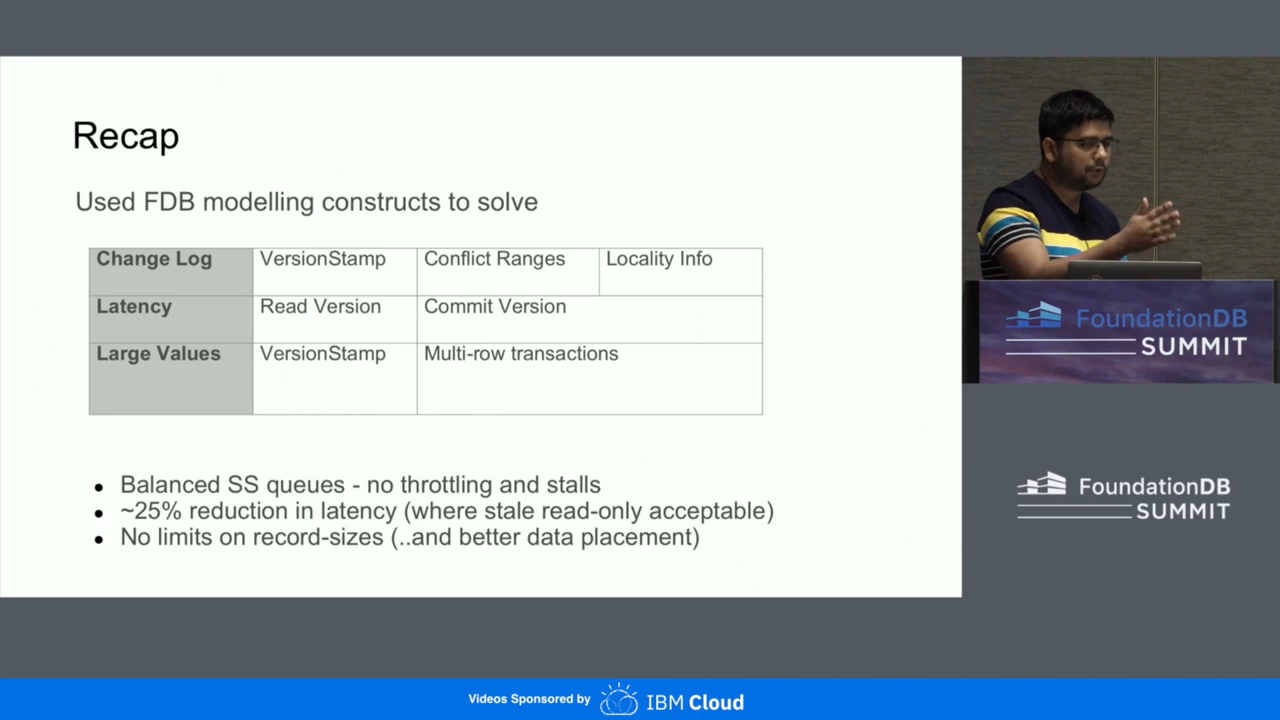 Recap
Used FDB modelling constructs to solve
Change Log VersionStamp Conflict Ranges Locality Info
Latency Read Version Commit Version
Large Values VersionStamp Multi-row transactions
● Balanced SS queues - no throttling and stalls
● ~25% reduction in latency (where stale read-only acceptable)
● No limits on record-sizes (..and better data placement)
FoundationDB
SUMMIT
FoundationDB
SUMMIT
Videos Sponsored by IBM Cloud